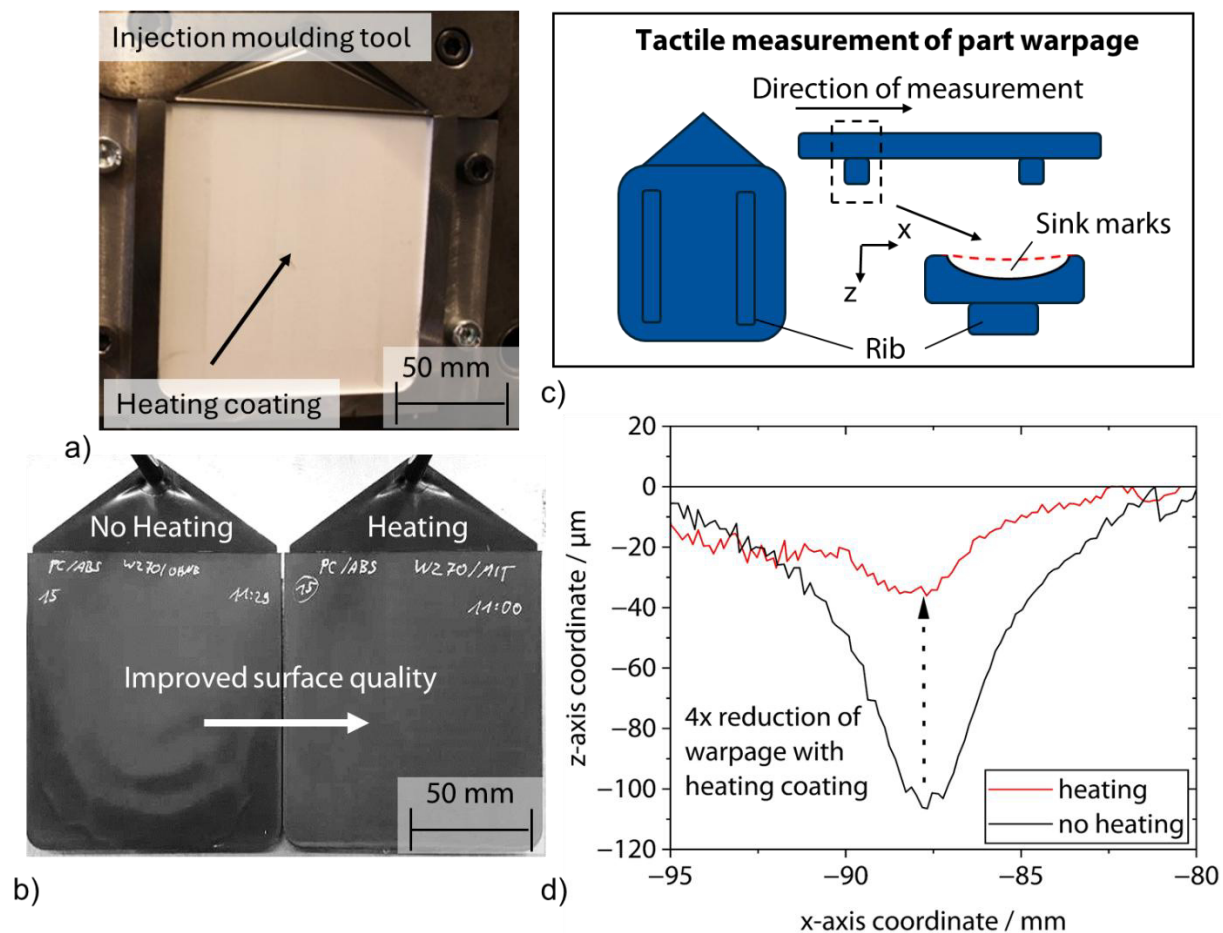 Injection moulding tool
Heating coating
50 mm
a)
No Heating
Heating
PC/ABS WZ70/OHNE
15 11:29
PC/ABS WZ70/MIT
15 11:00
Improved surface quality
50 mm
b)
Tactile measurement of part warpage
Direction of measurement
x
z
Sink marks
Rib
c)
20
0
−20
−40
−60
−80
−100
−120
z-axis coordinate / µm
4x reduction of
warpage with
heating coating
heating
no heating
−95
−90
−85
−80
x-axis coordinate / mm
d)